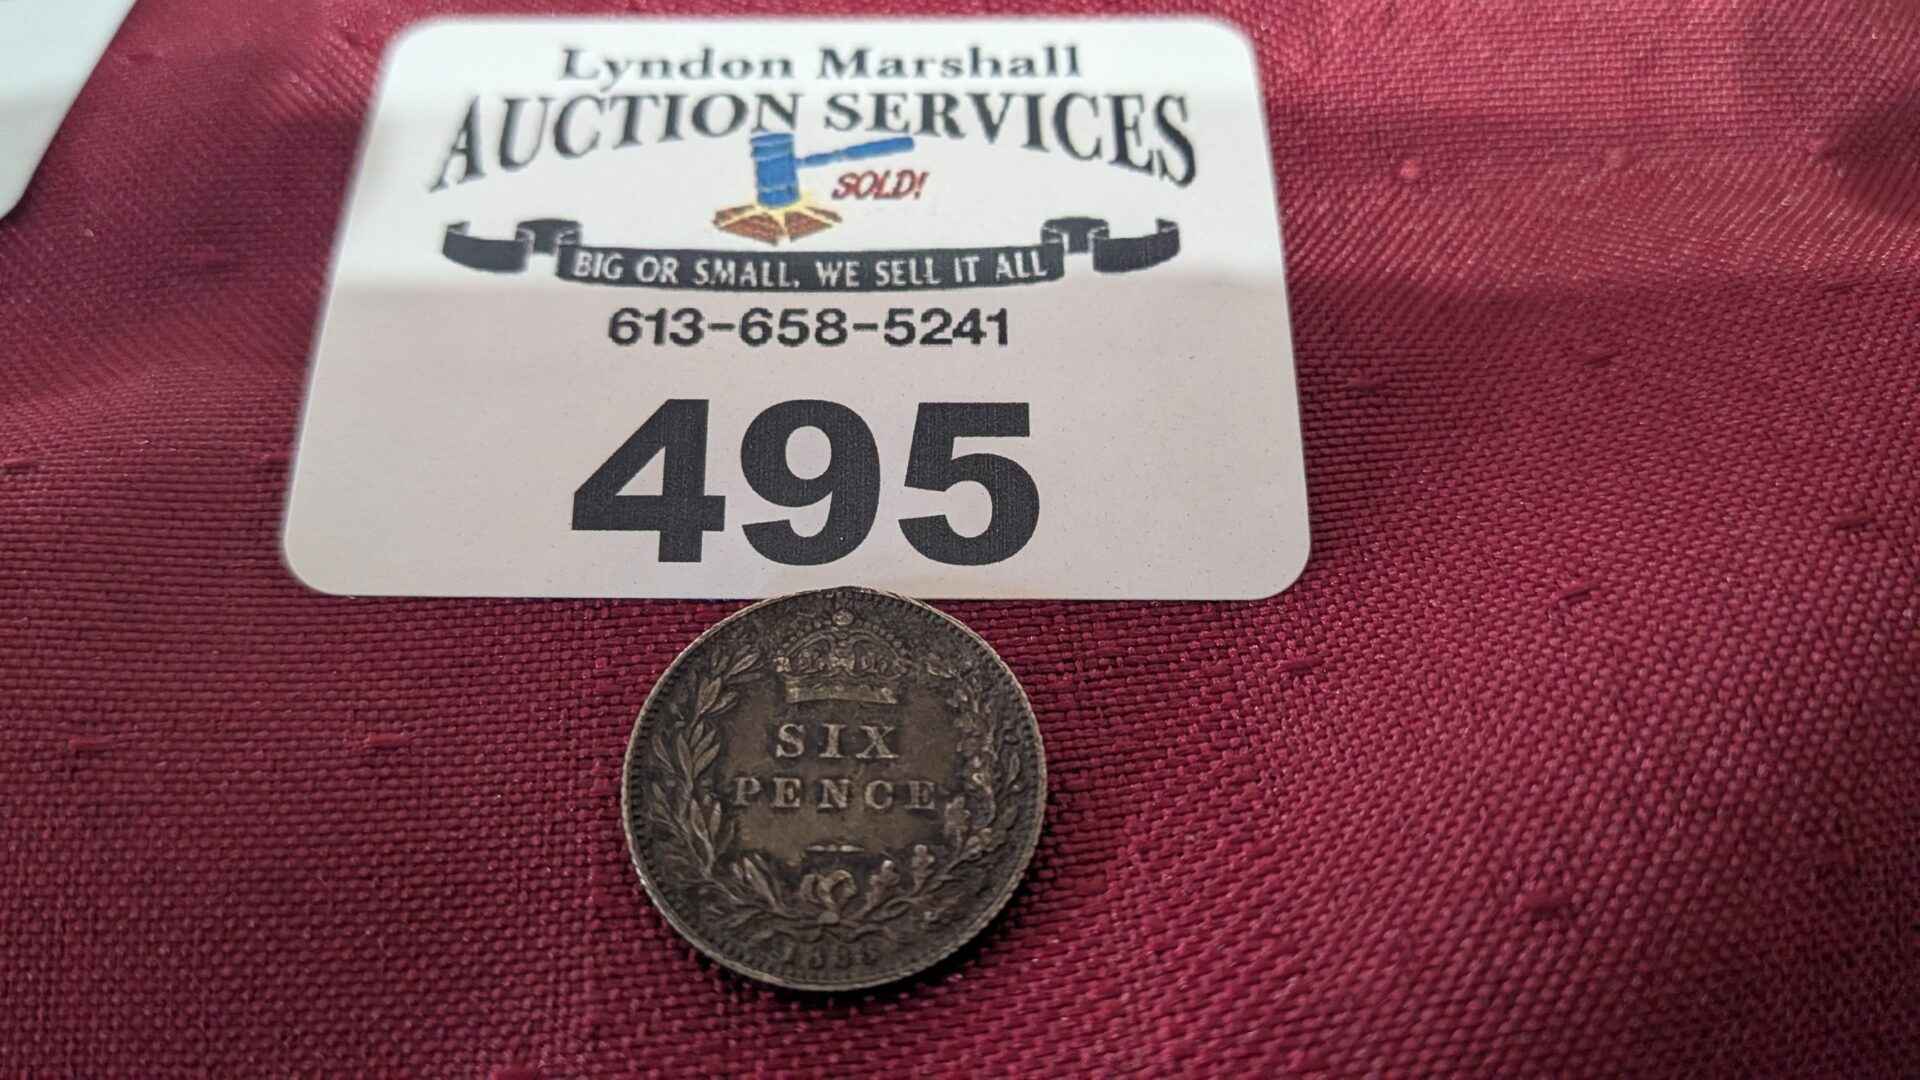 Lyndon Marshall
AUCTION SERVICES
SOLD!
BIG OR SMALL, WE SELL IT ALL
613-658-5241
495
SIX
PENCE